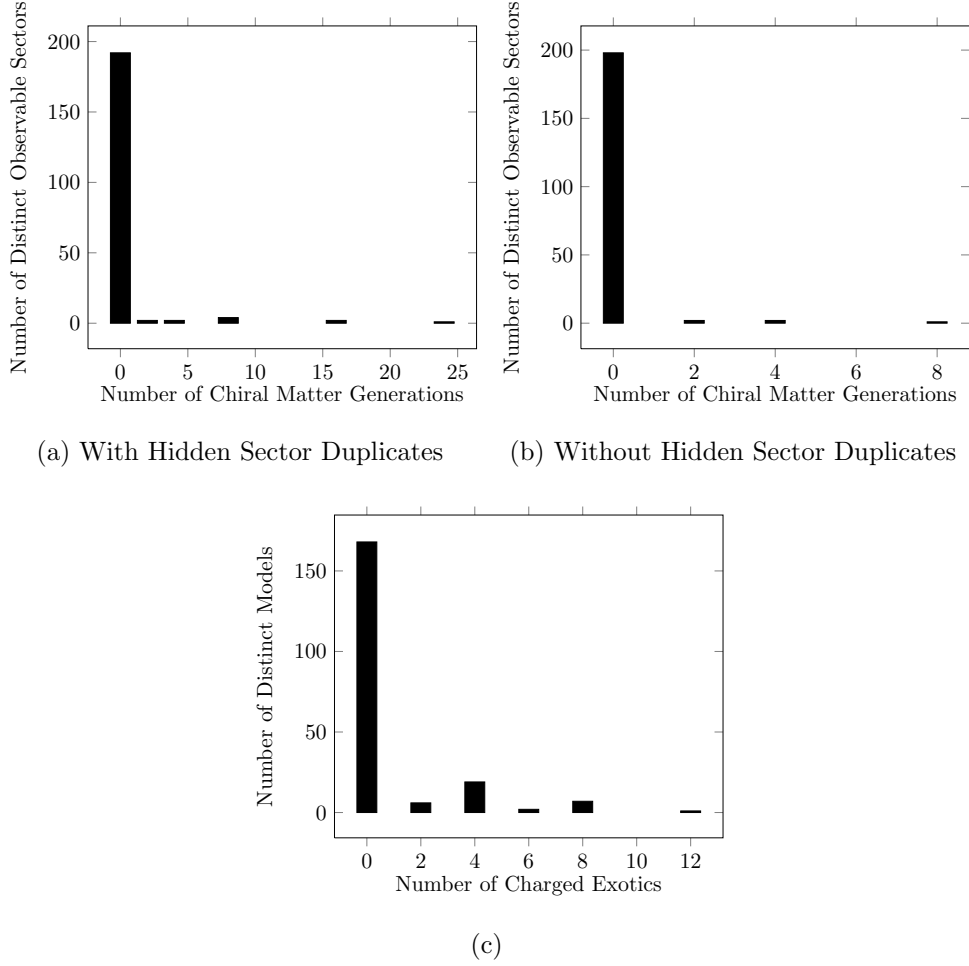 Number of Distinct Observable Sectors
200
150
100
50
0
0 5 10 15 20 25
Number of Chiral Matter Generations
(a) With Hidden Sector Duplicates
Number of Distinct Observable Sectors
200
150
100
50
0
0 2 4 6 8
Number of Chiral Matter Generations
(b) Without Hidden Sector Duplicates
Number of Distinct Models
150
100
50
0
0 2 4 6 8 10 12
Number of Charged Exotics
(c)